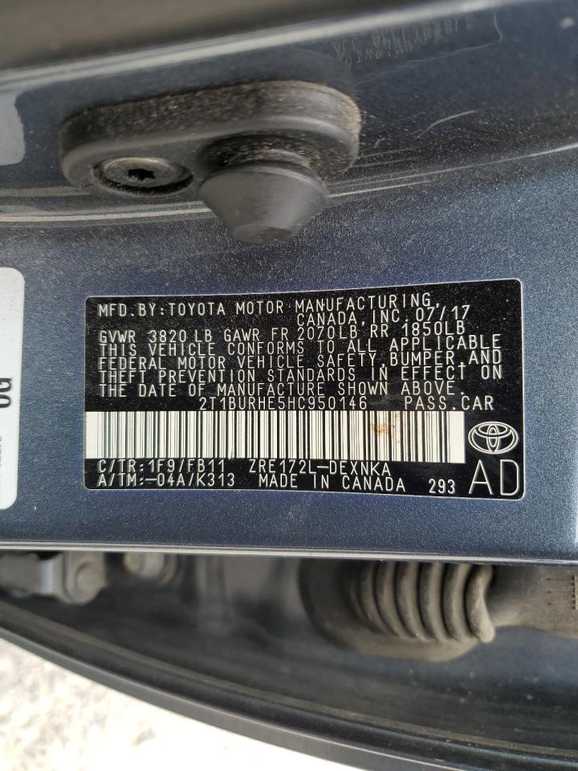 MFD.BY:TOYOTA MOTOR MANUFACTURING,
CANADA, INC. 07/17
GVWR 3820 LB GAWR FR 2070LB RR 1850LB
THIS VEHICLE CONFORMS TO ALL APPLICABLE
FEDERAL MOTOR VEHICLE SAFETY,BUMPER,AND
THEFT PREVENTION STANDARDS IN EFFECT ON
THE DATE OF MANUFACTURE SHOWN ABOVE.
2T1BURHE5HC950146 PASS.CAR
C/TR:1F9/FB11 ZRE172L-DEXNKA
A/TM:-04A/K313 MADE IN CANADA 293
AD